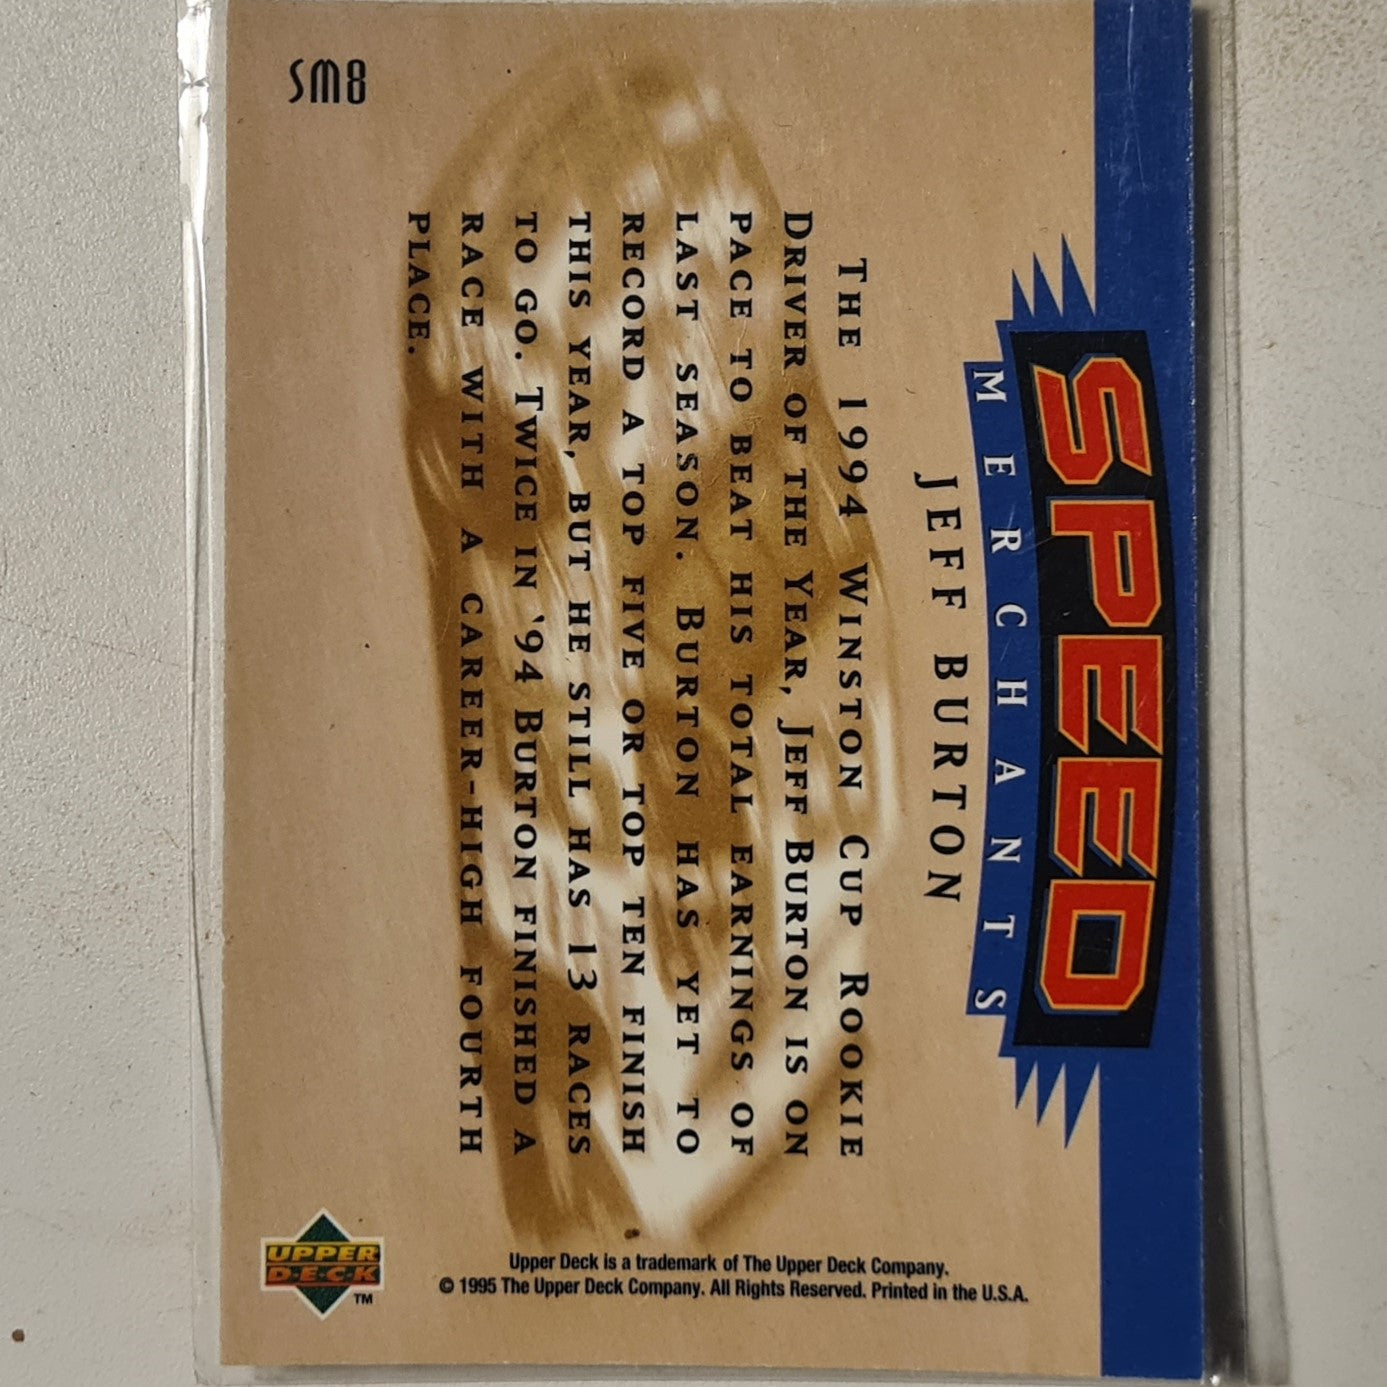 SPEED
MERCHANTS
JEFF BURTON
THE 1994 WINSTON CUP ROOKIE
DRIVER OF THE YEAR, JEFF BURTON IS ON
PACE TO BEAT HIS TOTAL EARNINGS OF
LAST SEASON. BURTON HAS YET TO
RECORD A TOP FIVE OR TOP TEN FINISH
THIS YEAR, BUT HE STILL HAS 13 RACES
TO GO. TWICE IN '94 BURTON FINISHED A
RACE WITH A CAREER-HIGH FOURTH
PLACE.
SM8
Upper Deck is a trademark of The Upper Deck Company.
© 1995 The Upper Deck Company. All Rights Reserved. Printed in the U.S.A.
UPPER
D·E·C·K
TM